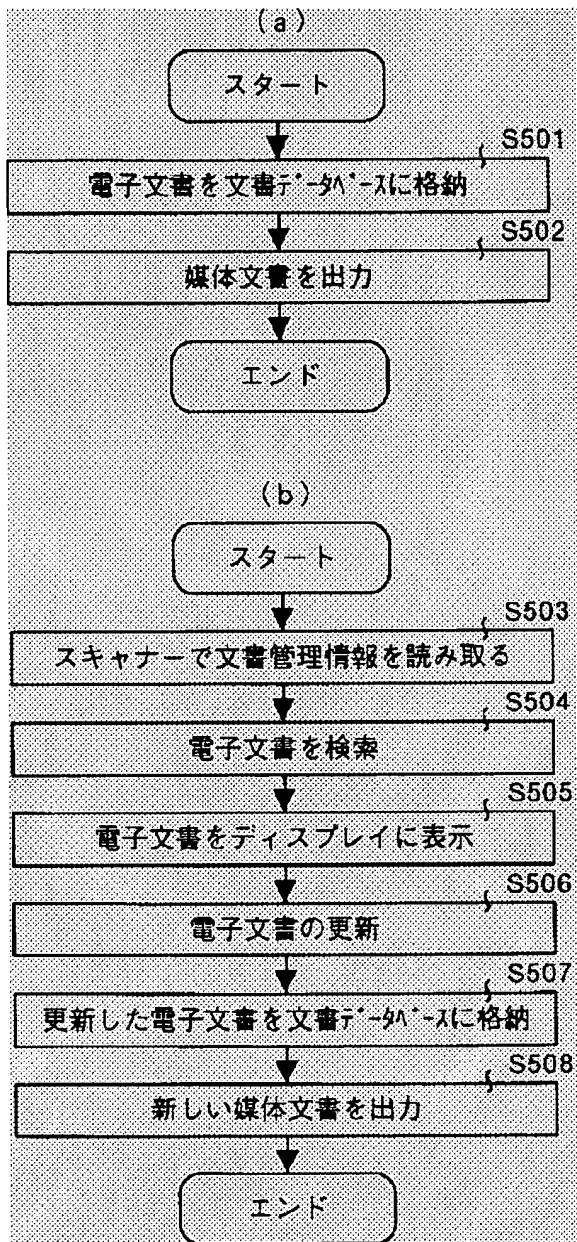 (a)
スタート
S501
電子文書を文書ﾃﾞｰﾀﾍﾞｰｽに格納
S502
媒体文書を出力
エンド
(b)
スタート
S503
スキャナーで文書管理情報を読み取る
S504
電子文書を検索
S505
電子文書をディスプレイに表示
S506
電子文書の更新
S507
更新した電子文書を文書ﾃﾞｰﾀﾍﾞｰｽに格納
S508
新しい媒体文書を出力
エンド